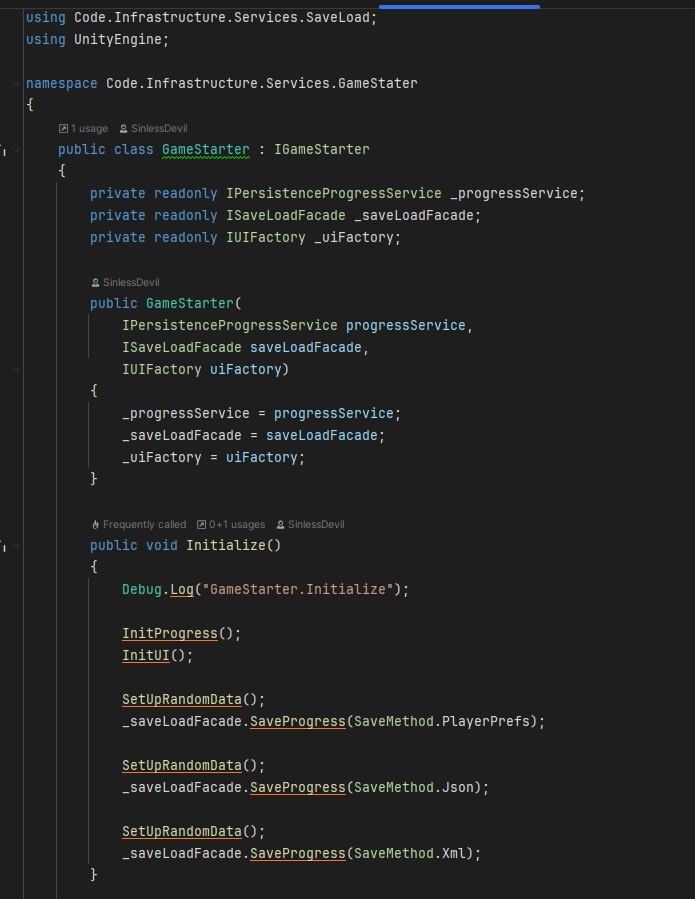 using Code.Infrastructure.Services.SaveLoad;
using UnityEngine;
namespace Code.Infrastructure.Services.GameStater
{
1 usage SinlessDevil
public class GameStarter : IGameStarter
{
private readonly IPersistenceProgressService _progressService;
private readonly ISaveLoadFacade _saveLoadFacade;
private readonly IUIFactory _uiFactory;
SinlessDevil
public GameStarter(
IPersistenceProgressService progressService,
ISaveLoadFacade saveLoadFacade,
IUIFactory uiFactory)
{
_progressService = progressService;
_saveLoadFacade = saveLoadFacade;
_uiFactory = uiFactory;
}
Frequently called 0+1 usages SinlessDevil
public void Initialize()
{
Debug.Log("GameStarter.Initialize");
InitProgress();
InitUI();
SetUpRandomData();
_saveLoadFacade.SaveProgress(SaveMethod.PlayerPrefs);
SetUpRandomData();
_saveLoadFacade.SaveProgress(SaveMethod.Json);
SetUpRandomData();
_saveLoadFacade.SaveProgress(SaveMethod.Xml);
}